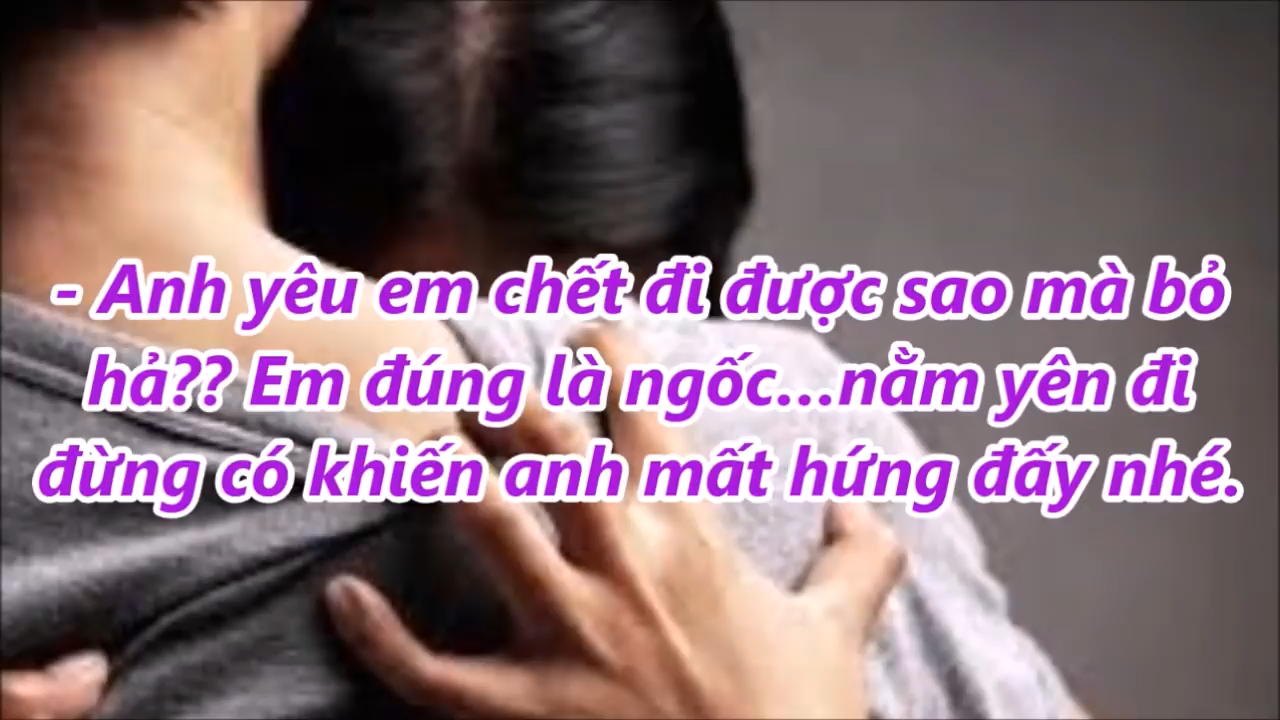 - Anh yêu em chết đi được sao mà bỏ
hả?? Em đúng là ngốc...nằm yên đi
đừng có khiến anh mất hứng đấy nhé.